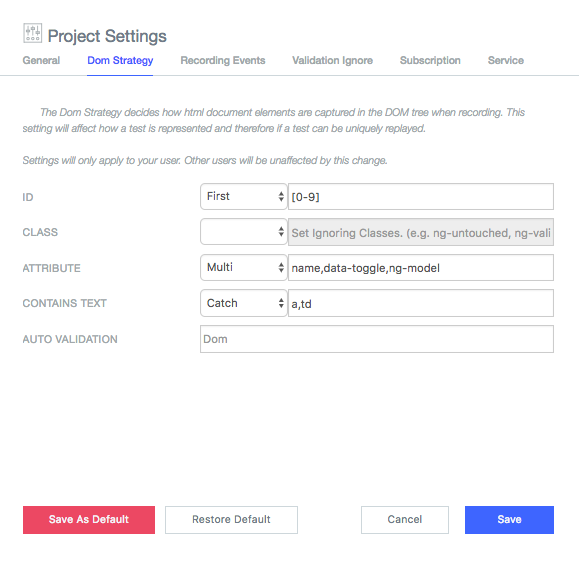 Project Settings
General Dom Strategy Recording Events Validation Ignore Subscription Service
The Dom Strategy decides how html document elements are captured in the DOM tree when recording. This
setting will affect how a test is represented and therefore if a test can be uniquely replayed.
Settings will only apply to your user. Other users will be unaffected by this change.
ID First [0-9]
CLASS Set Ignoring Classes. (e.g. ng-untouched, ng-vali
ATTRIBUTE Multi name,data-toggle,ng-model
CONTAINS TEXT Catch a,td
AUTO VALIDATION Dom
Save As Default Restore Default Cancel Save